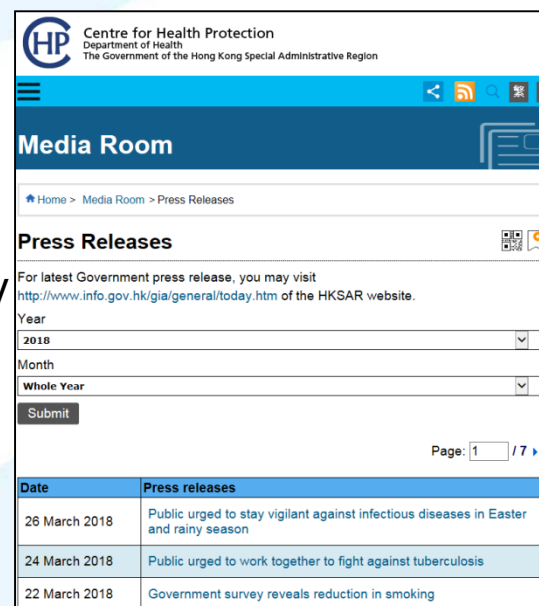 CHP
Centre for Health Protection
Department of Health
The Government of the Hong Kong Special Administrative Region
繁
Media Room
Home > Media Room > Press Releases
Press Releases
For latest Government press release, you may visit
http://www.info.gov.hk/gia/general/today.htm of the HKSAR website.
Year
2018
Month
Whole Year
Submit
Page: 1 / 7
Date Press releases
26 March 2018 Public urged to stay vigilant against infectious diseases in Easter
and rainy season
24 March 2018 Public urged to work together to fight against tuberculosis
22 March 2018 Government survey reveals reduction in smoking